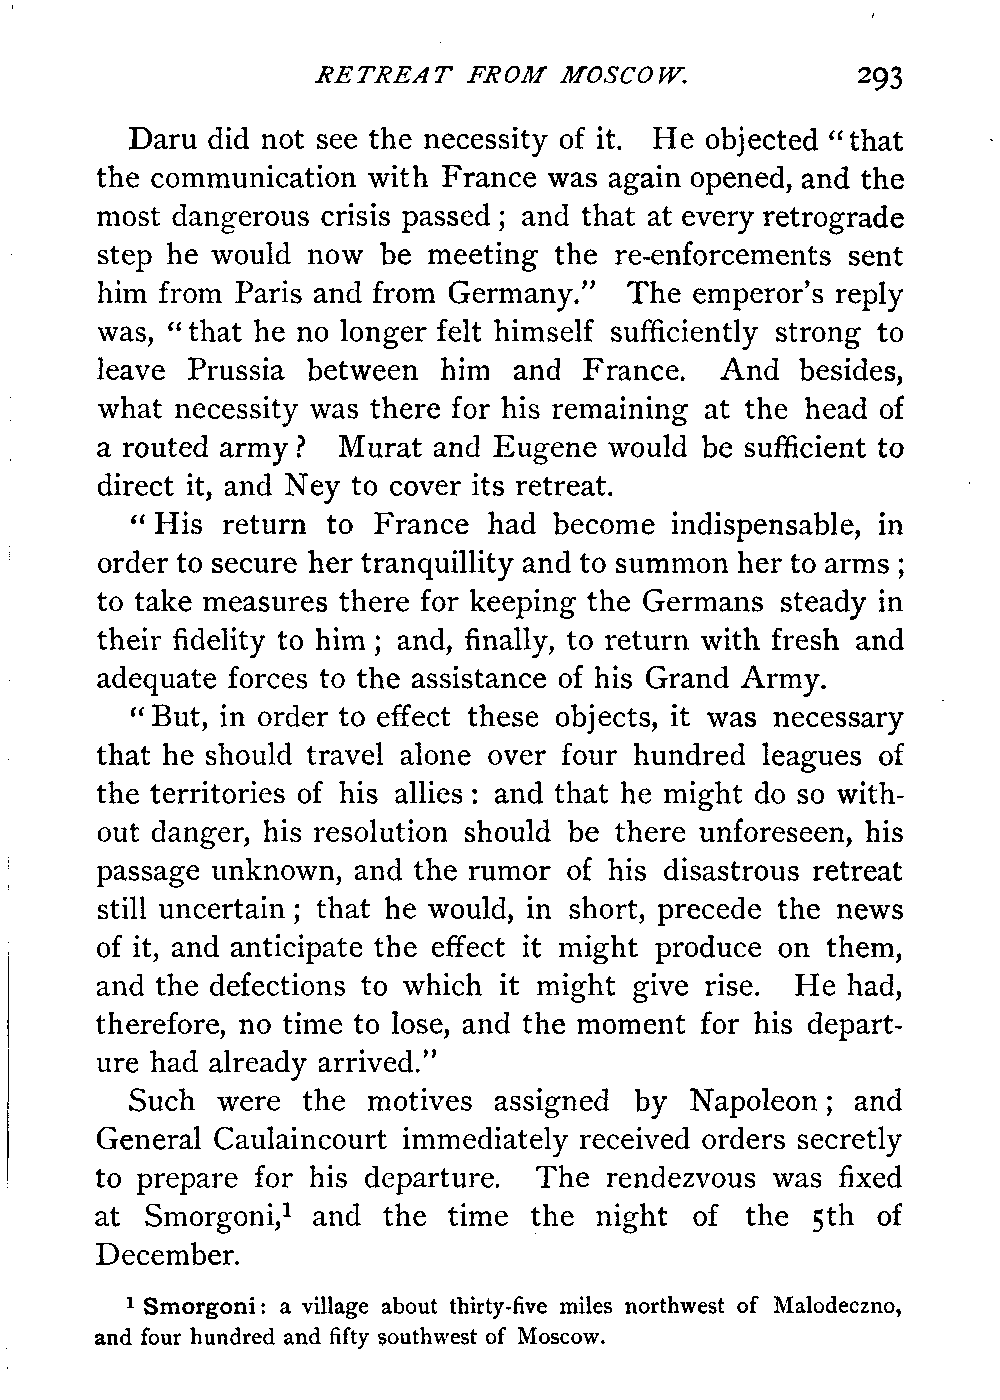 RETREAT FROM MOSCOW. 293
Daru did not see the necessity of it. He objected “that
the communication with France was again opened, and the
most dangerous crisis passed; and that at every retrograde
step he would now be meeting the re-enforcements sent
him from Paris and from Germany.” The emperor’s reply
was, “that he no longer felt himself sufficiently strong to
leave Prussia between him and France. And besides,
what necessity was there for his remaining at the head of
a routed army? Murat and Eugene would be sufficient to
direct it, and Ney to cover its retreat.
“His return to France had become indispensable, in
order to secure her tranquillity and to summon her to arms;
to take measures there for keeping the Germans steady in
their fidelity to him; and, finally, to return with fresh and
adequate forces to the assistance of his Grand Army.
“But, in order to effect these objects, it was necessary
that he should travel alone over four hundred leagues of
the territories of his allies: and that he might do so with-
out danger, his resolution should be there unforeseen, his
passage unknown, and the rumor of his disastrous retreat
still uncertain; that he would, in short, precede the news
of it, and anticipate the effect it might produce on them,
and the defections to which it might give rise. He had,
therefore, no time to lose, and the moment for his depart-
ure had already arrived.”
Such were the motives assigned by Napoleon; and
General Caulaincourt immediately received orders secretly
to prepare for his departure. The rendezvous was fixed
at Smorgoni,¹ and the time the night of the 5th of
December.
¹ Smorgoni: a village about thirty-five miles northwest of Malodeczno,
and four hundred and fifty southwest of Moscow.